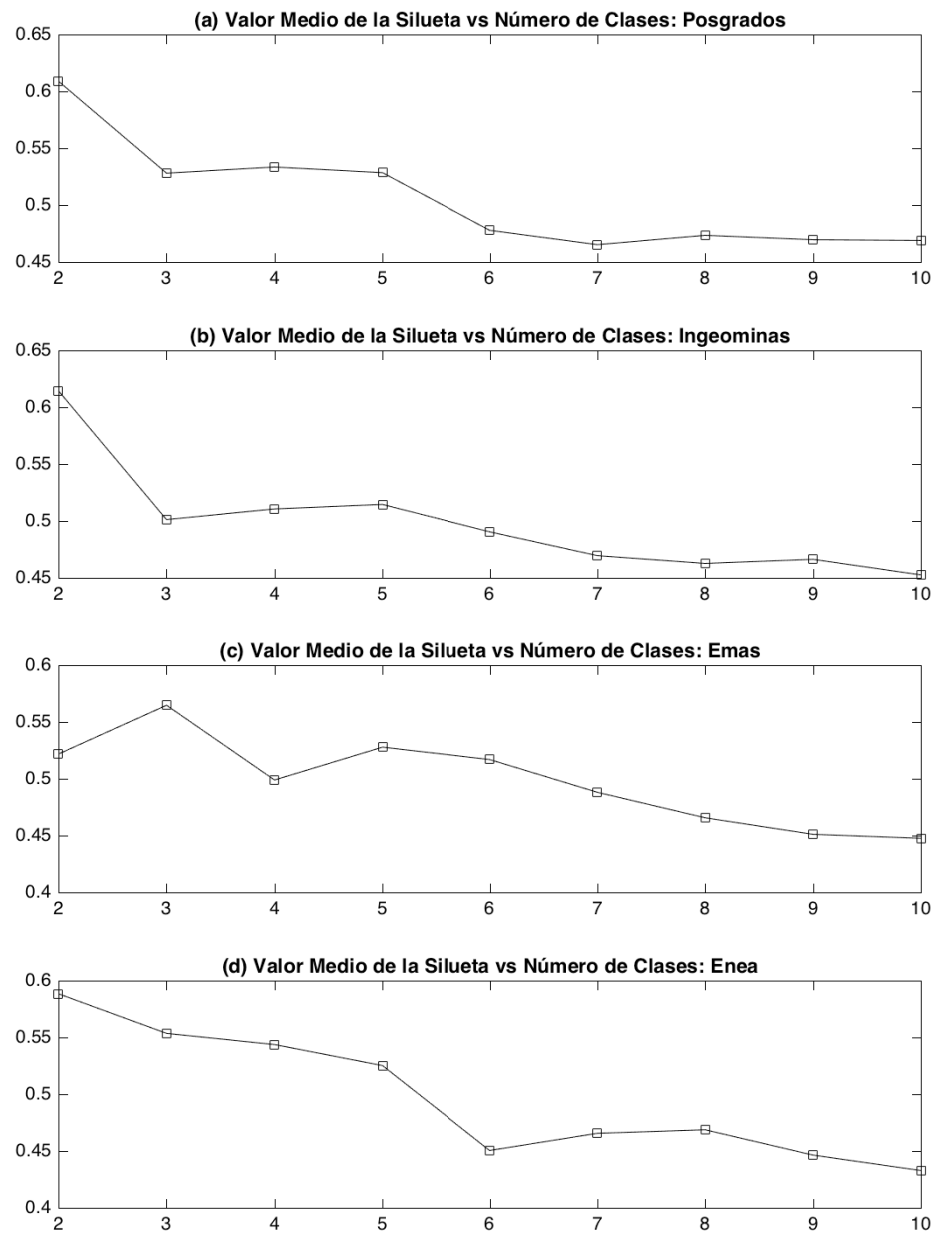 (a) Valor Medio de la Silueta vs Número de Clases: Posgrados
0.65
0.6
0.55
0.5
0.45
2 3 4 5 6 7 8 9 10
(b) Valor Medio de la Silueta vs Número de Clases: Ingeominas
0.65
0.6
0.55
0.5
0.45
2 3 4 5 6 7 8 9 10
(c) Valor Medio de la Silueta vs Número de Clases: Emas
0.6
0.55
0.5
0.45
0.4
2 3 4 5 6 7 8 9 10
(d) Valor Medio de la Silueta vs Número de Clases: Enea
0.6
0.55
0.5
0.45
0.4
2 3 4 5 6 7 8 9 10